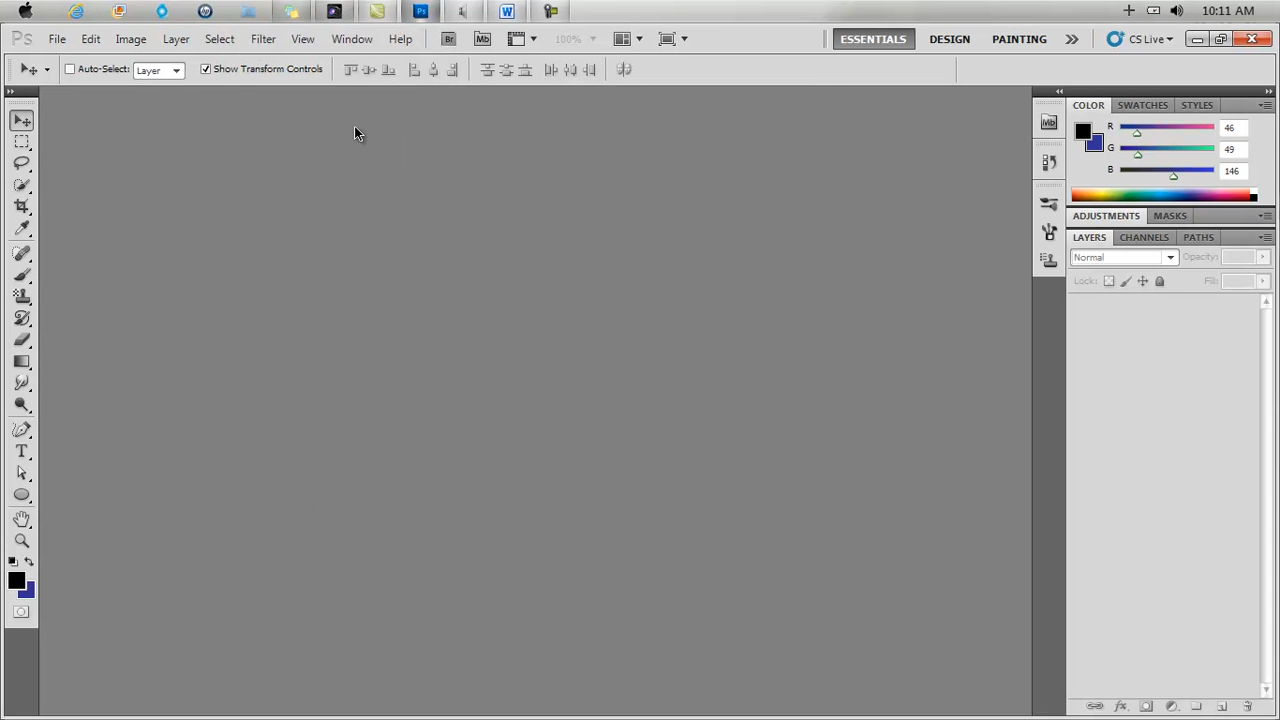 10:11 AM
Ps File Edit Image Layer Select Filter View Window Help Br Mb 100% ESSENTIALS DESIGN PAINTING CS Live
Auto-Select: Layer Show Transform Controls
Mb COLOR SWATCHES STYLES
R 46
G 49
B 146
ADJUSTMENTS MASKS
LAYERS CHANNELS PATHS
Normal Opacity:
Lock: Fill: